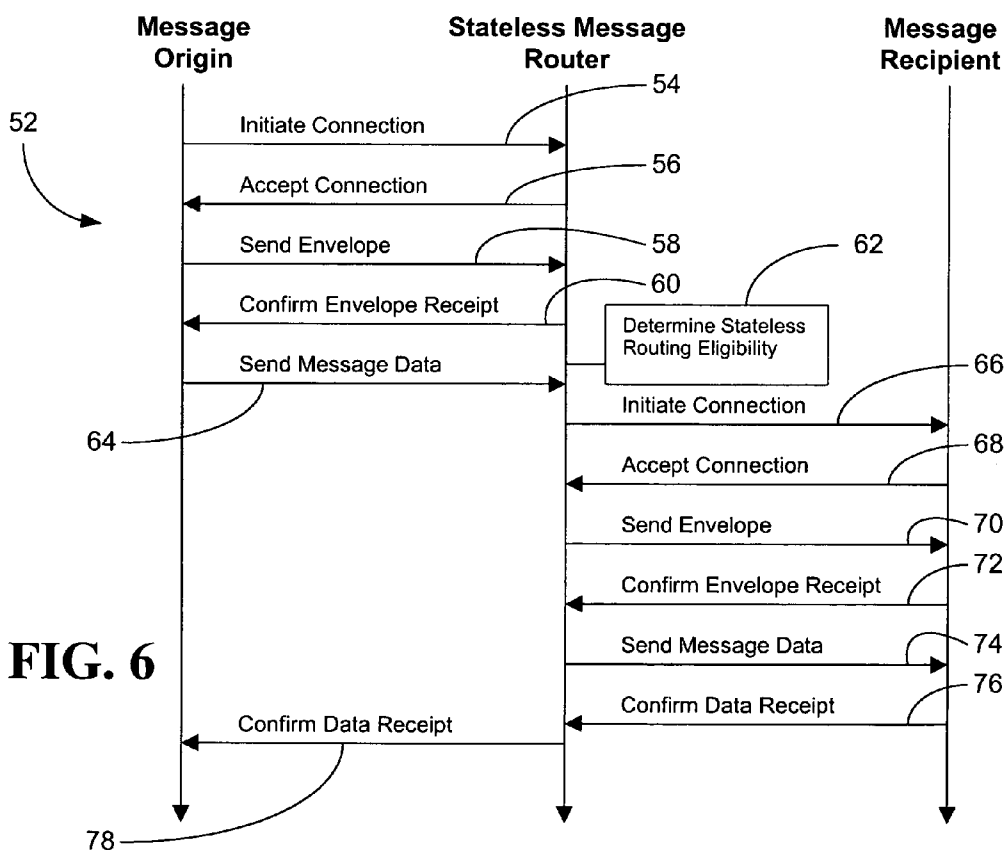 Message
Origin
Stateless Message
Router
Message
Recipient
52
54
Initiate Connection
56
Accept Connection
58
Send Envelope
60
Confirm Envelope Receipt
62
Determine Stateless
Routing Eligibility
Send Message Data
64
66
Initiate Connection
68
Accept Connection
70
Send Envelope
72
Confirm Envelope Receipt
74
Send Message Data
76
Confirm Data Receipt
FIG. 6
Confirm Data Receipt
78